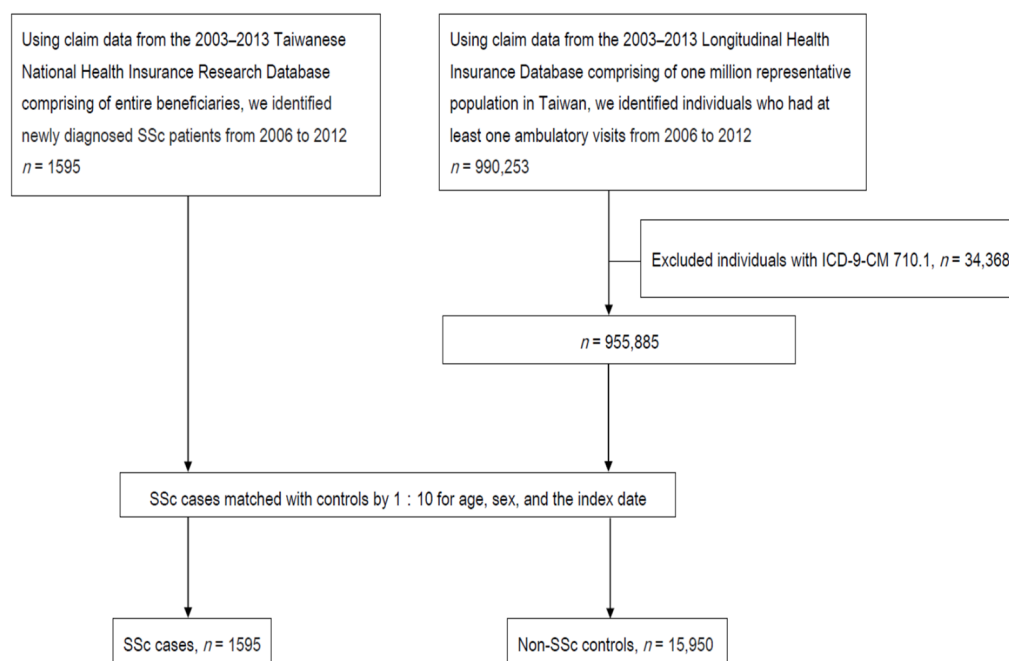 Using claim data from the 2003–2013 Taiwanese
National Health Insurance Research Database
comprising of entire beneficiaries, we identified
newly diagnosed SSc patients from 2006 to 2012
n = 1595
Using claim data from the 2003–2013 Longitudinal Health
Insurance Database comprising of one million representative
population in Taiwan, we identified individuals who had at
least one ambulatory visits from 2006 to 2012
n = 990,253
Excluded individuals with ICD-9-CM 710.1, n = 34,368
n = 955,885
SSc cases matched with controls by 1：10 for age, sex, and the index date
SSc cases, n = 1595
Non-SSc controls, n = 15,950